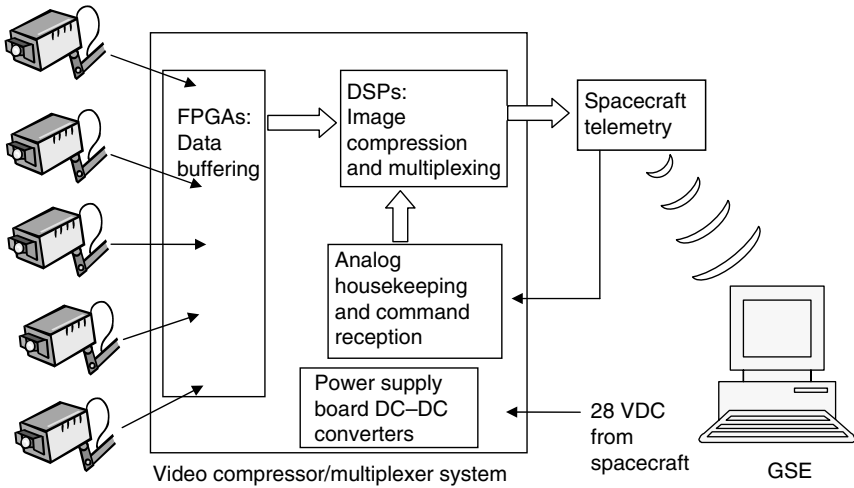 FPGAs:
Data
buffering
DSPs:
Image
compression
and multiplexing
Spacecraft
telemetry
Analog
housekeeping
and command
reception
Power supply
board DC–DC
converters
28 VDC
from
spacecraft
GSE
Video compressor/multiplexer system